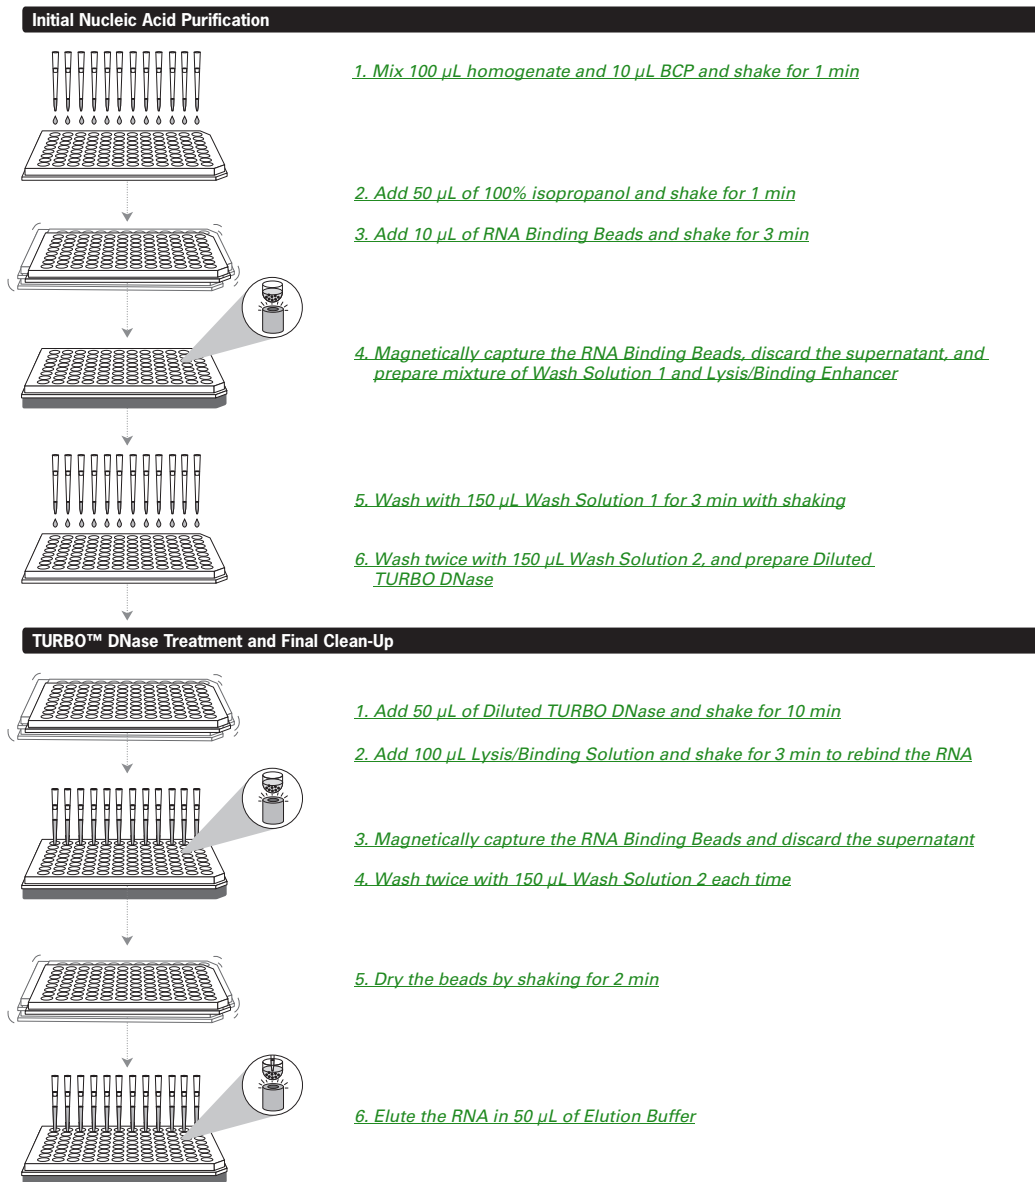 Initial Nucleic Acid Purification
1. Mix 100 µL homogenate and 10 µL BCP and shake for 1 min
2. Add 50 µL of 100% isopropanol and shake for 1 min
3. Add 10 µL of RNA Binding Beads and shake for 3 min
4. Magnetically capture the RNA Binding Beads, discard the supernatant, and
prepare mixture of Wash Solution 1 and Lysis/Binding Enhancer
5. Wash with 150 µL Wash Solution 1 for 3 min with shaking
6. Wash twice with 150 µL Wash Solution 2, and prepare Diluted
TURBO DNase
TURBO™ DNase Treatment and Final Clean-Up
1. Add 50 µL of Diluted TURBO DNase and shake for 10 min
2. Add 100 µL Lysis/Binding Solution and shake for 3 min to rebind the RNA
3. Magnetically capture the RNA Binding Beads and discard the supernatant
4. Wash twice with 150 µL Wash Solution 2 each time
5. Dry the beads by shaking for 2 min
6. Elute the RNA in 50 µL of Elution Buffer